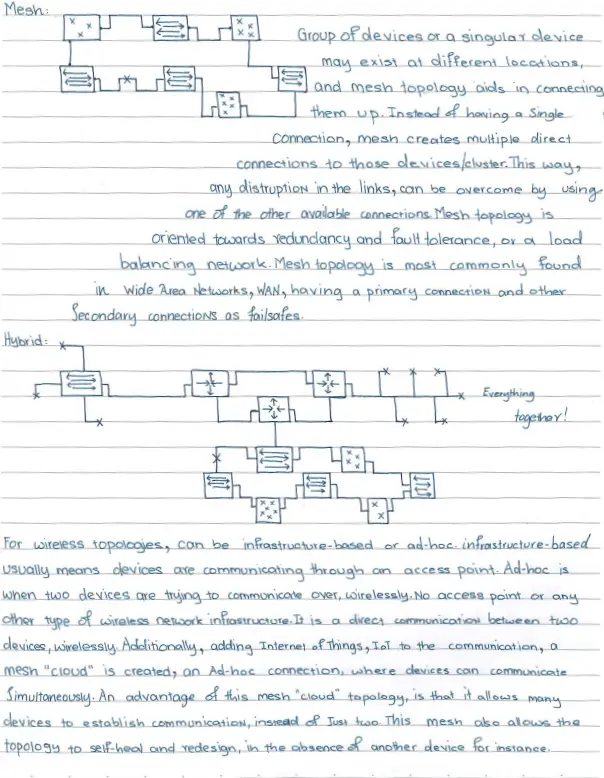 Mesh:
Group of devices or a singular device
may exist at different locations,
and mesh topology aids in connecting
them up. Instead of having a single
connection, mesh creates multiple direct
connections to those devices/cluster. This way,
any distruption in the links, can be overcome by using
one of the other available connections. Mesh topology is
oriented towards redundancy and fault tolerance, or a load
balancing network. Mesh topology is most commonly found
in Wide Area Networks, WAN, having a primary connection and other
Secondary connections as failsafes.
Hybrid:
Everything
together!
For wireless topologies, can be infrastructure-based or ad-hoc. infrastructure-based
usually means devices are communicating through an access point. Ad-hoc is
when two devices are trying to communicate over, wirelessly. No access point or any
other type of wireless network infrastructure. It is a direct communication between two
devices, wirelessly. Additionally, adding Internet of Things, IoT to the communication, a
mesh "cloud" is created, an Ad-hoc connection, where devices can communicate
Simultaneously. An advantage of this mesh "cloud" topology, is that it allows many
devices to establish communication, instead of Just two. This mesh also allows the
topology to self-heal and redesign, in the absence of another device for instance.